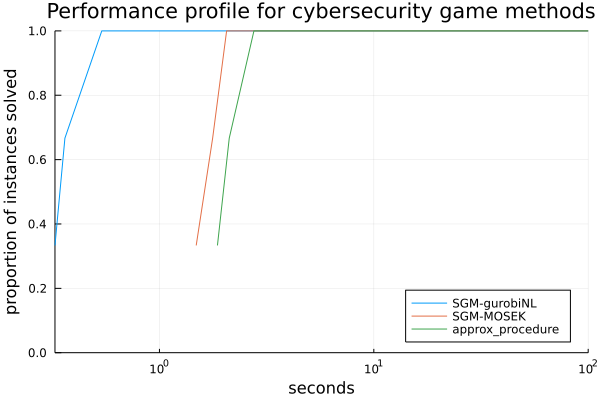 Performance profile for cybersecurity game methods
proportion of instances solved
1.0
0.8
0.6
0.4
0.2
0.0
SGM-gurobiNL
SGM-MOSEK
approx_procedure
10^0
10^1
10^2
seconds